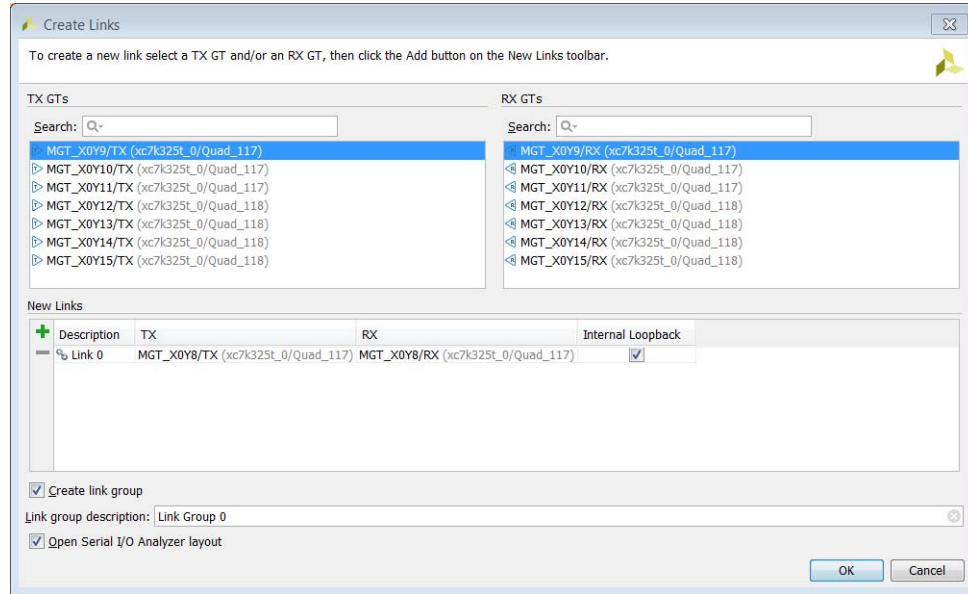 Create Links
To create a new link select a TX GT and/or an RX GT, then click the Add button on the New Links toolbar.
TX GTs
Search:
MGT_X0Y9/TX (xc7k325t_0/Quad_117)
MGT_X0Y10/TX (xc7k325t_0/Quad_117)
MGT_X0Y11/TX (xc7k325t_0/Quad_117)
MGT_X0Y12/TX (xc7k325t_0/Quad_118)
MGT_X0Y13/TX (xc7k325t_0/Quad_118)
MGT_X0Y14/TX (xc7k325t_0/Quad_118)
MGT_X0Y15/TX (xc7k325t_0/Quad_118)
RX GTs
Search:
MGT_X0Y9/RX (xc7k325t_0/Quad_117)
MGT_X0Y10/RX (xc7k325t_0/Quad_117)
MGT_X0Y11/RX (xc7k325t_0/Quad_117)
MGT_X0Y12/RX (xc7k325t_0/Quad_118)
MGT_X0Y13/RX (xc7k325t_0/Quad_118)
MGT_X0Y14/RX (xc7k325t_0/Quad_118)
MGT_X0Y15/RX (xc7k325t_0/Quad_118)
New Links
Description TX RX Internal Loopback
Link 0 MGT_X0Y8/TX (xc7k325t_0/Quad_117) MGT_X0Y8/RX (xc7k325t_0/Quad_117)
Create link group
Link group description: Link Group 0
Open Serial I/O Analyzer layout
OK Cancel